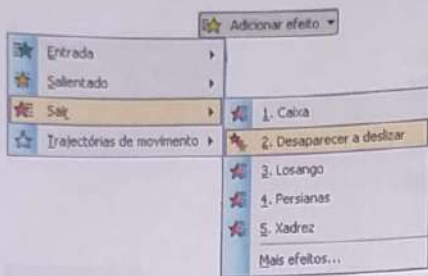 Adicionar efeito
Entrada
Salientado
Sair
Trajectórias de movimento
1. Caixa
2. Desaparecer a deslizar
3. Losango
4. Persianas
5. Xadrez
Mais efeitos...